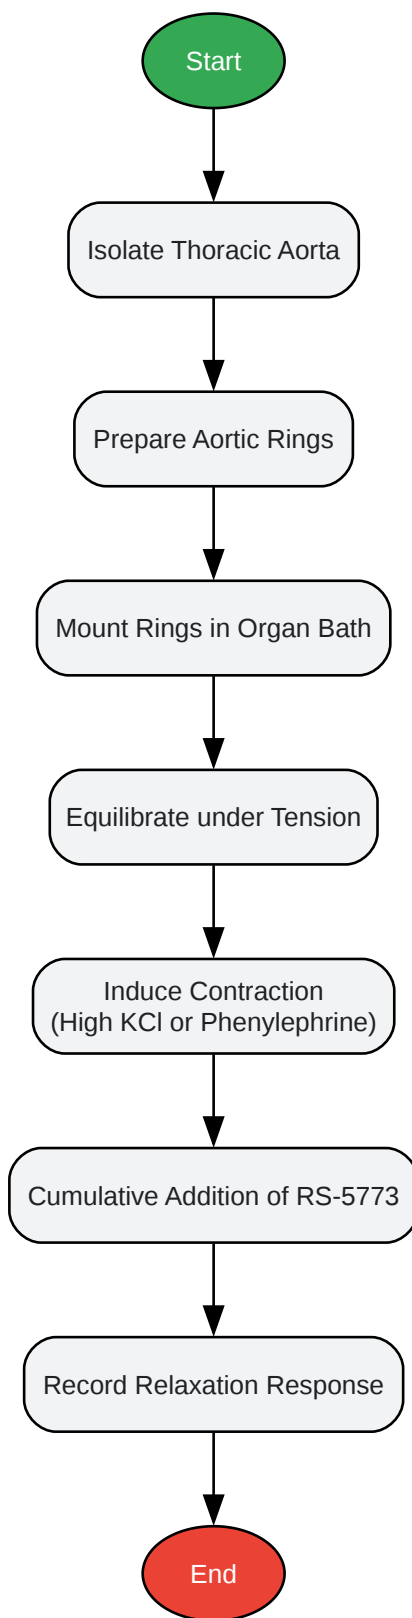 Start
Isolate Thoracic Aorta
Prepare Aortic Rings
Mount Rings in Organ Bath
Equilibrate under Tension
Induce Contraction
(High KCl or Phenylephrine)
Cumulative Addition of RS-5773
Record Relaxation Response
End